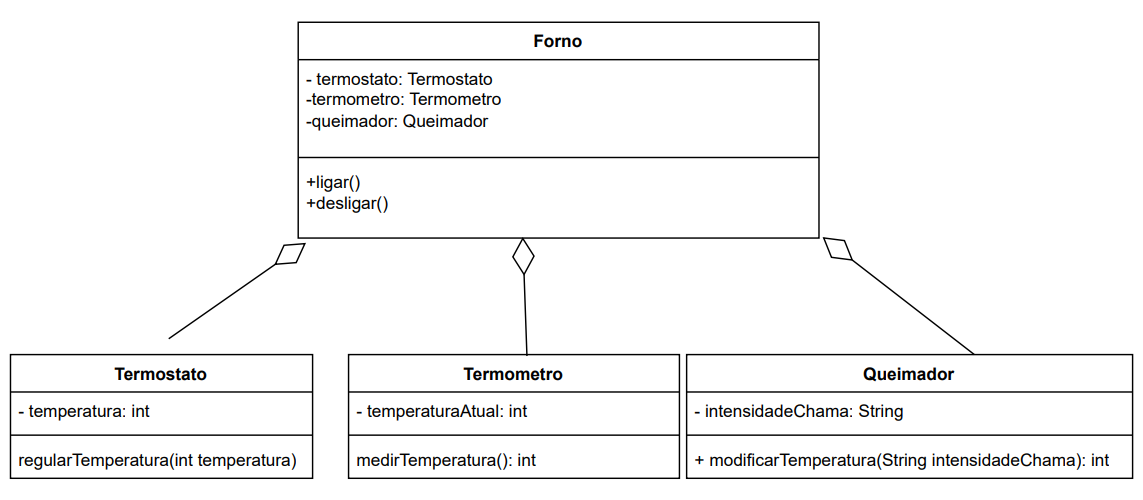 Forno
- termostato: Termostato
-termometro: Termometro
-queimador: Queimador
+ligar()
+desligar()
Termostato
- temperatura: int
regularTemperatura(int temperatura)
Termometro
- temperaturaAtual: int
medirTemperatura(): int
Queimador
- intensidadeChama: String
+ modificarTemperatura(String intensidadeChama): int